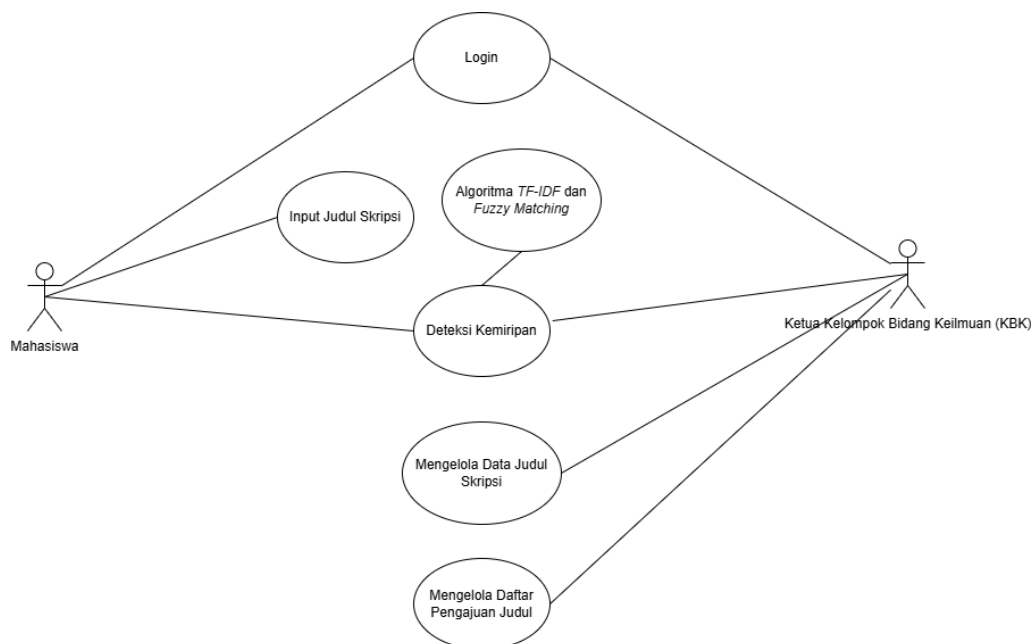 Login
Algoritma TF-IDF dan
Fuzzy Matching
Input Judul Skripsi
Deteksi Kemiripan
Mahasiswa
Ketua Kelompok Bidang Keilmuan (KBK)
Mengelola Data Judul
Skripsi
Mengelola Daftar
Pengajuan Judul